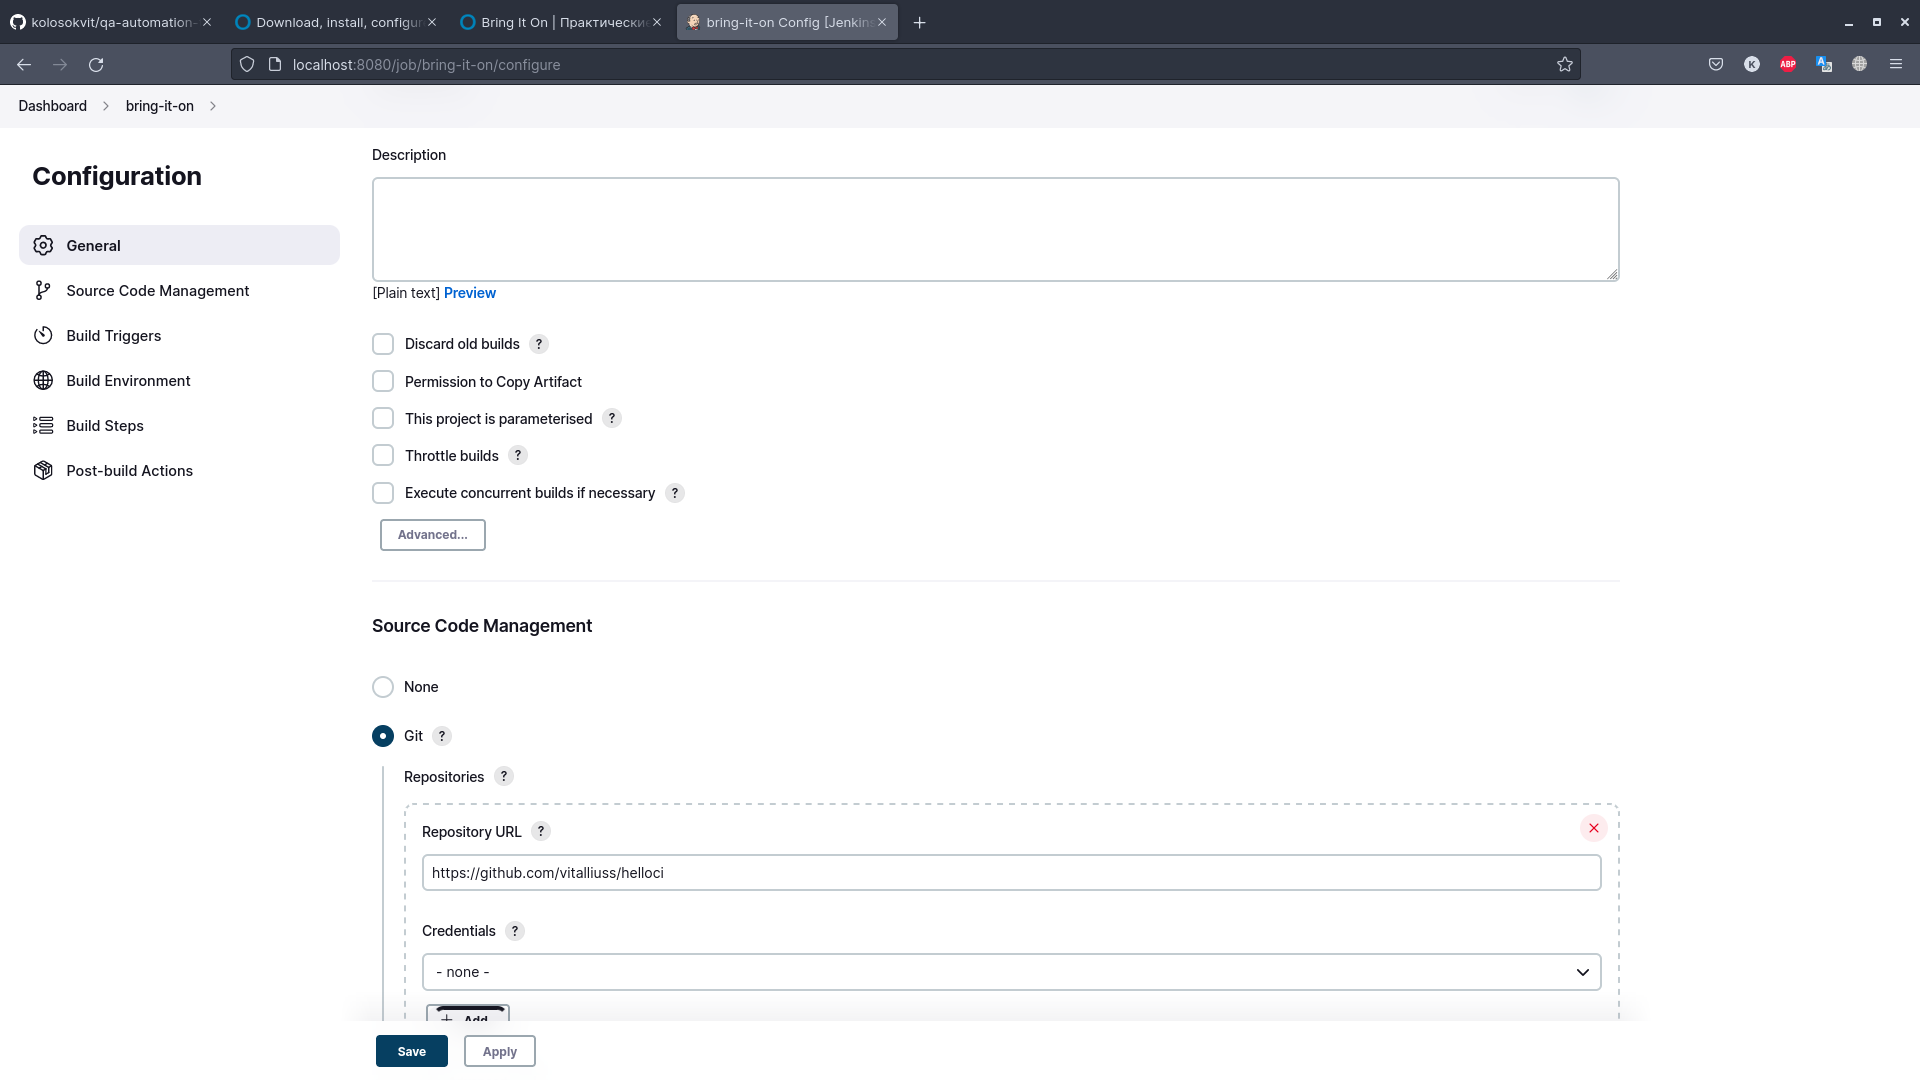 kolosokvit/qa-automation-
Download, install, configur
Bring It On | Практические
bring-it-on Config [Jenkins
localhost:8080/job/bring-it-on/configure
K
ABP
Dashboard
bring-it-on
Configuration
General
Source Code Management
Build Triggers
Build Environment
Build Steps
Post-build Actions
Description
[Plain text] Preview
Discard old builds ?
Permission to Copy Artifact
This project is parameterised ?
Throttle builds ?
Execute concurrent builds if necessary ?
Advanced...
Source Code Management
None
Git ?
Repositories ?
Repository URL ?
https://github.com/vitalliuss/helloci
Credentials ?
- none -
+ Add
Save
Apply